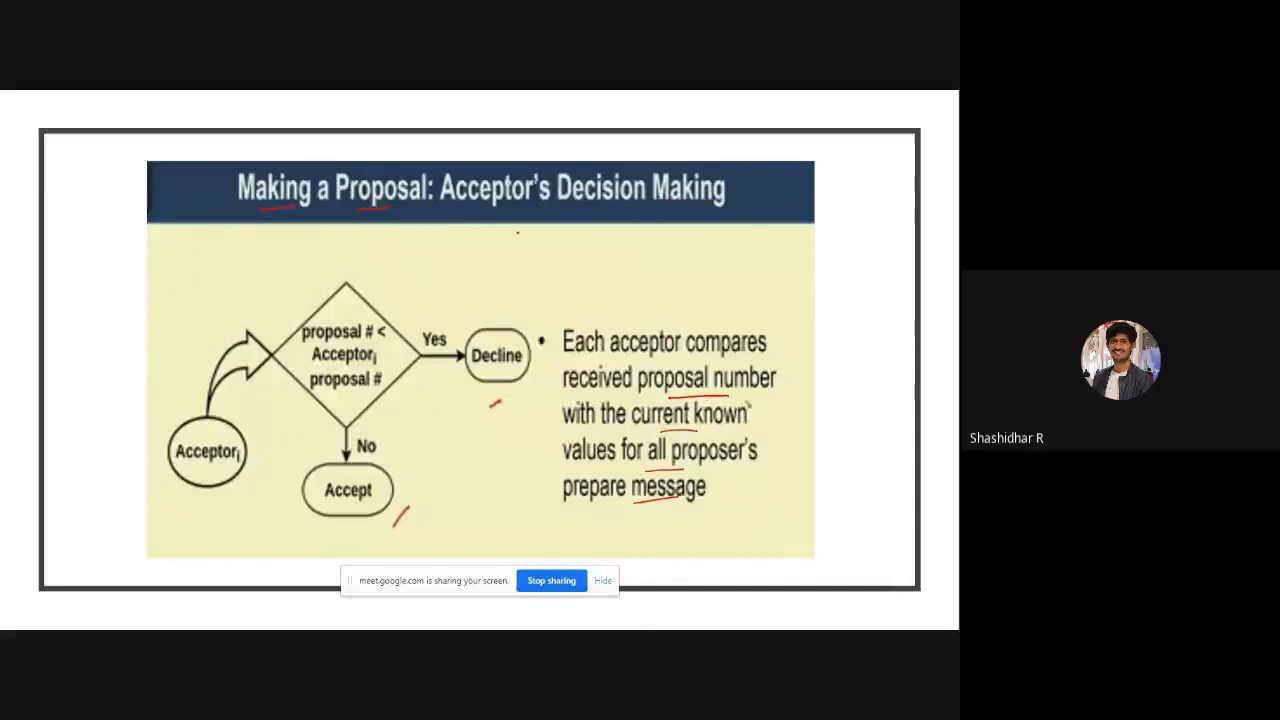 Making a Proposal: Acceptor's Decision Making
proposal # <
Acceptorj
proposal #
Yes
Decline
Acceptorj
No
Accept
• Each acceptor compares
received proposal number
with the current known
values for all proposer's
prepare message
meet.google.com is sharing your screen.
Stop sharing
Hide
Shashidhar R